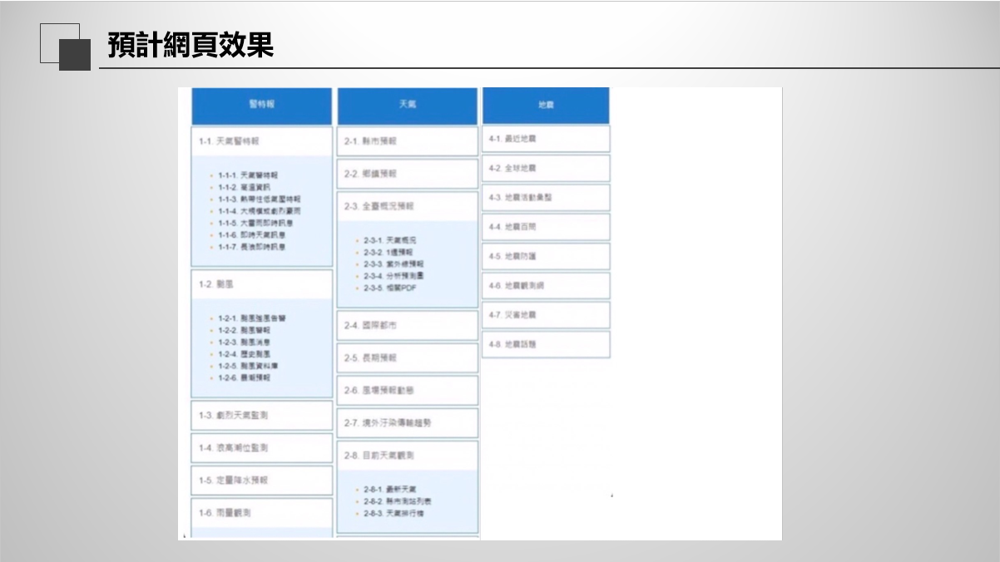 預計網頁效果
警特報
1-1. 天氣警特報
1-1-1. 天氣警特報
1-1-2. 高溫資訊
1-1-3. 熱帶性低氣壓特報
1-1-4. 大規模或劇烈豪雨
1-1-5. 大雷雨即時訊息
1-1-6. 即時天氣訊息
1-1-7. 長浪即時訊息
1-2. 颱風
1-2-1. 颱風強風告警
1-2-2. 颱風警報
1-2-3. 颱風消息
1-2-4. 歷史颱風
1-2-5. 颱風資料庫
1-2-6. 暴潮預報
1-3. 劇烈天氣監測
1-4. 浪高潮位監測
1-5. 定量降水預報
1-6. 雨量觀測
天氣
2-1. 縣市預報
2-2. 鄉鎮預報
2-3. 全臺概況預報
2-3-1. 天氣概況
2-3-2. 1週預報
2-3-3. 紫外線預報
2-3-4. 分析預測圖
2-3-5. 相關PDF
2-4. 國際都市
2-5. 長期預報
2-6. 風場預報動態
2-7. 境外汙染傳輸趨勢
2-8. 目前天氣觀測
2-8-1. 最新天氣
2-8-2. 縣市測站列表
2-8-3. 天氣排行榜
地震
4-1. 最近地震
4-2. 全球地震
4-3. 地震活動彙整
4-4. 地震百問
4-5. 地震防護
4-6. 地震觀測網
4-7. 災害地震
4-8. 地震話題